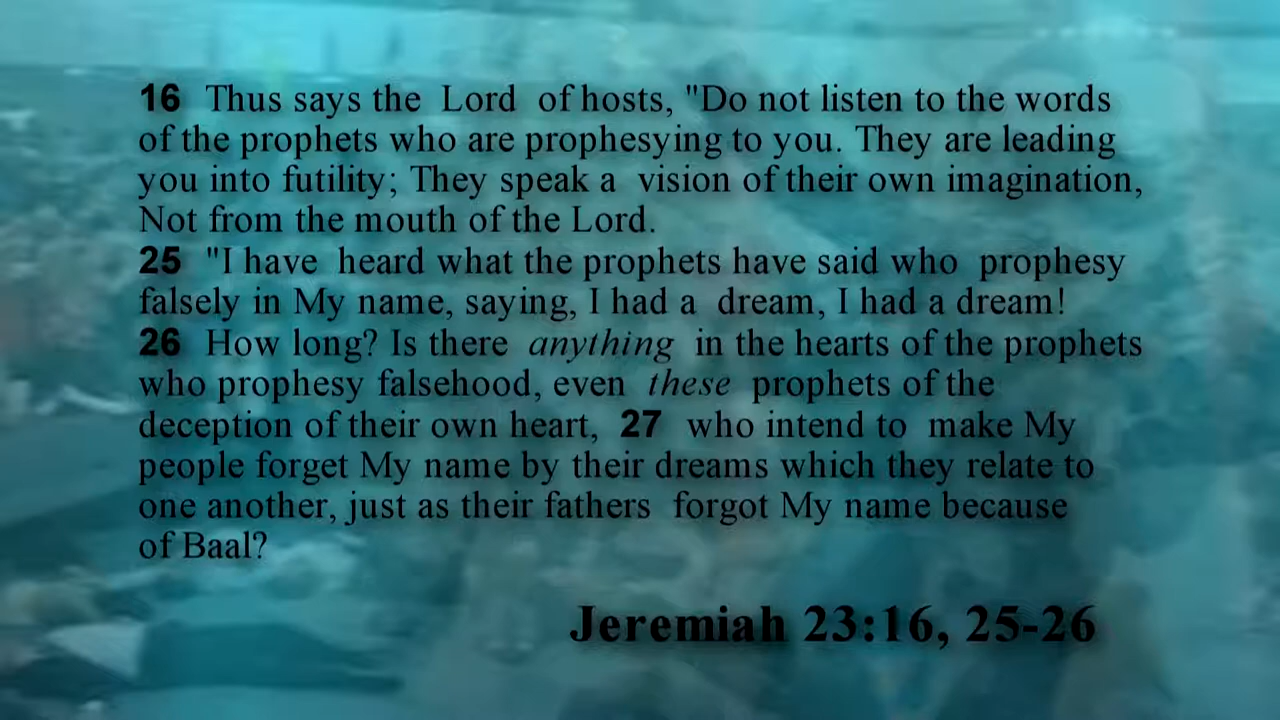 16 Thus says the Lord of hosts, "Do not listen to the words
of the prophets who are prophesying to you. They are leading
you into futility; They speak a vision of their own imagination,
Not from the mouth of the Lord.
25 "I have heard what the prophets have said who prophesy
falsely in My name, saying, I had a dream, I had a dream!
26 How long? Is there anything in the hearts of the prophets
who prophesy falsehood, even these prophets of the
deception of their own heart, 27 who intend to make My
people forget My name by their dreams which they relate to
one another, just as their fathers forgot My name because
of Baal?
Jeremiah 23:16, 25-26